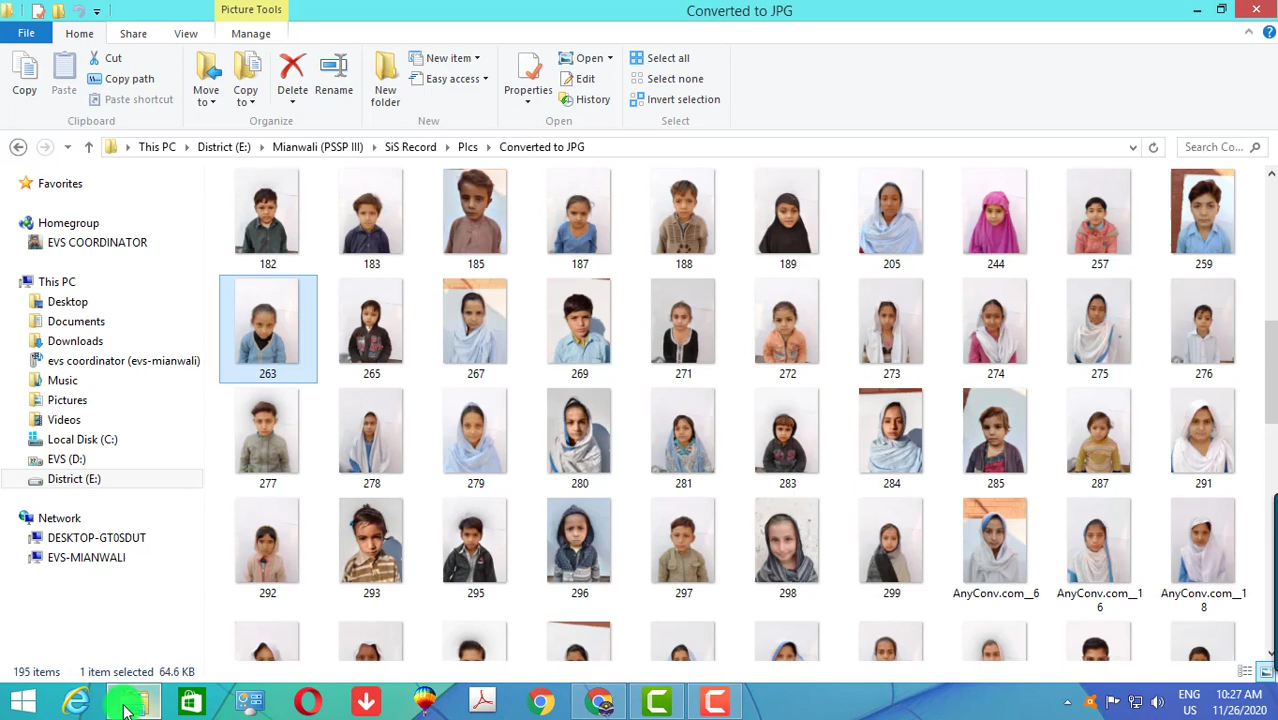 Picture Tools
Converted to JPG
File
Home
Share
View
Manage
Copy
Paste
Cut
Copy path
Paste shortcut
Move to
Copy to
Delete
Rename
New folder
New item
Easy access
Properties
Open
Edit
History
Select all
Select none
Invert selection
Clipboard
Organize
New
Open
Select
This PC
District (E:)
Mianwali (PSSP III)
SiS Record
PIcs
Converted to JPG
Search Co...
Favorites
Homegroup
EVS COORDINATOR
This PC
Desktop
Documents
Downloads
evs coordinator (evs-mianwali)
Music
Pictures
Videos
Local Disk (C:)
EVS (D:)
District (E:)
Network
DESKTOP-GT0SDUT
EVS-MIANWALI
182 183 185 187 188 189 205 244 257 259
263 265 267 269 271 272 273 274 275 276
277 278 279 280 281 283 284 285 287 291
292 293 295 296 297 298 299 AnyConv.com__6 AnyConv.com__16 AnyConv.com__18
195 items 1 item selected 64.6 KB
ENG
US
10:27 AM
11/26/2020